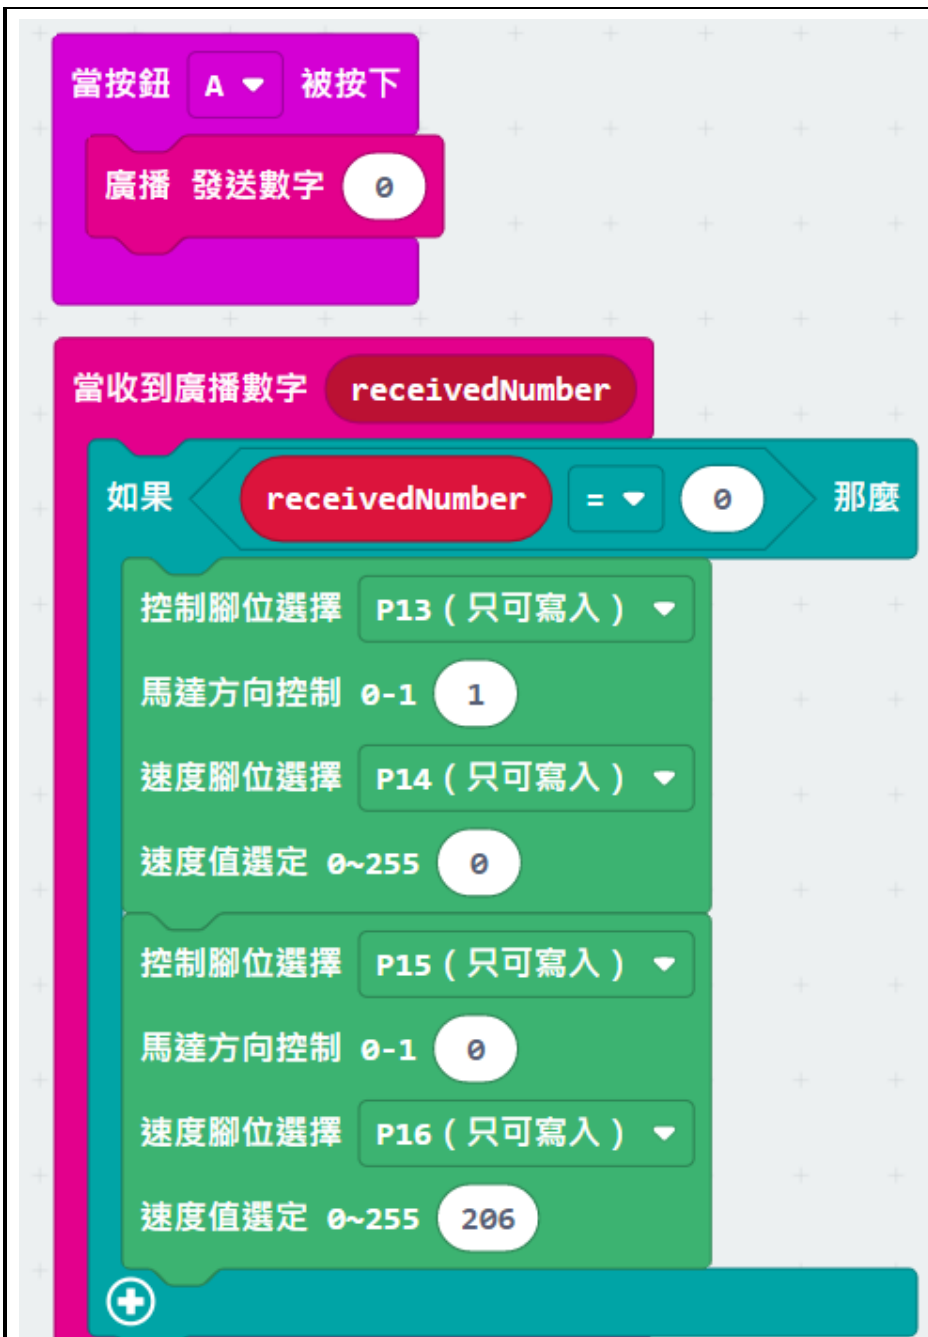 當按鈕 A 被按下
廣播 發送數字 0
當收到廣播數字 receivedNumber
如果 receivedNumber = 0 那麼
控制腳位選擇 P13（只可寫入）
馬達方向控制 0-1 1
速度腳位選擇 P14（只可寫入）
速度值選定 0~255 0
控制腳位選擇 P15（只可寫入）
馬達方向控制 0-1 0
速度腳位選擇 P16（只可寫入）
速度值選定 0~255 206